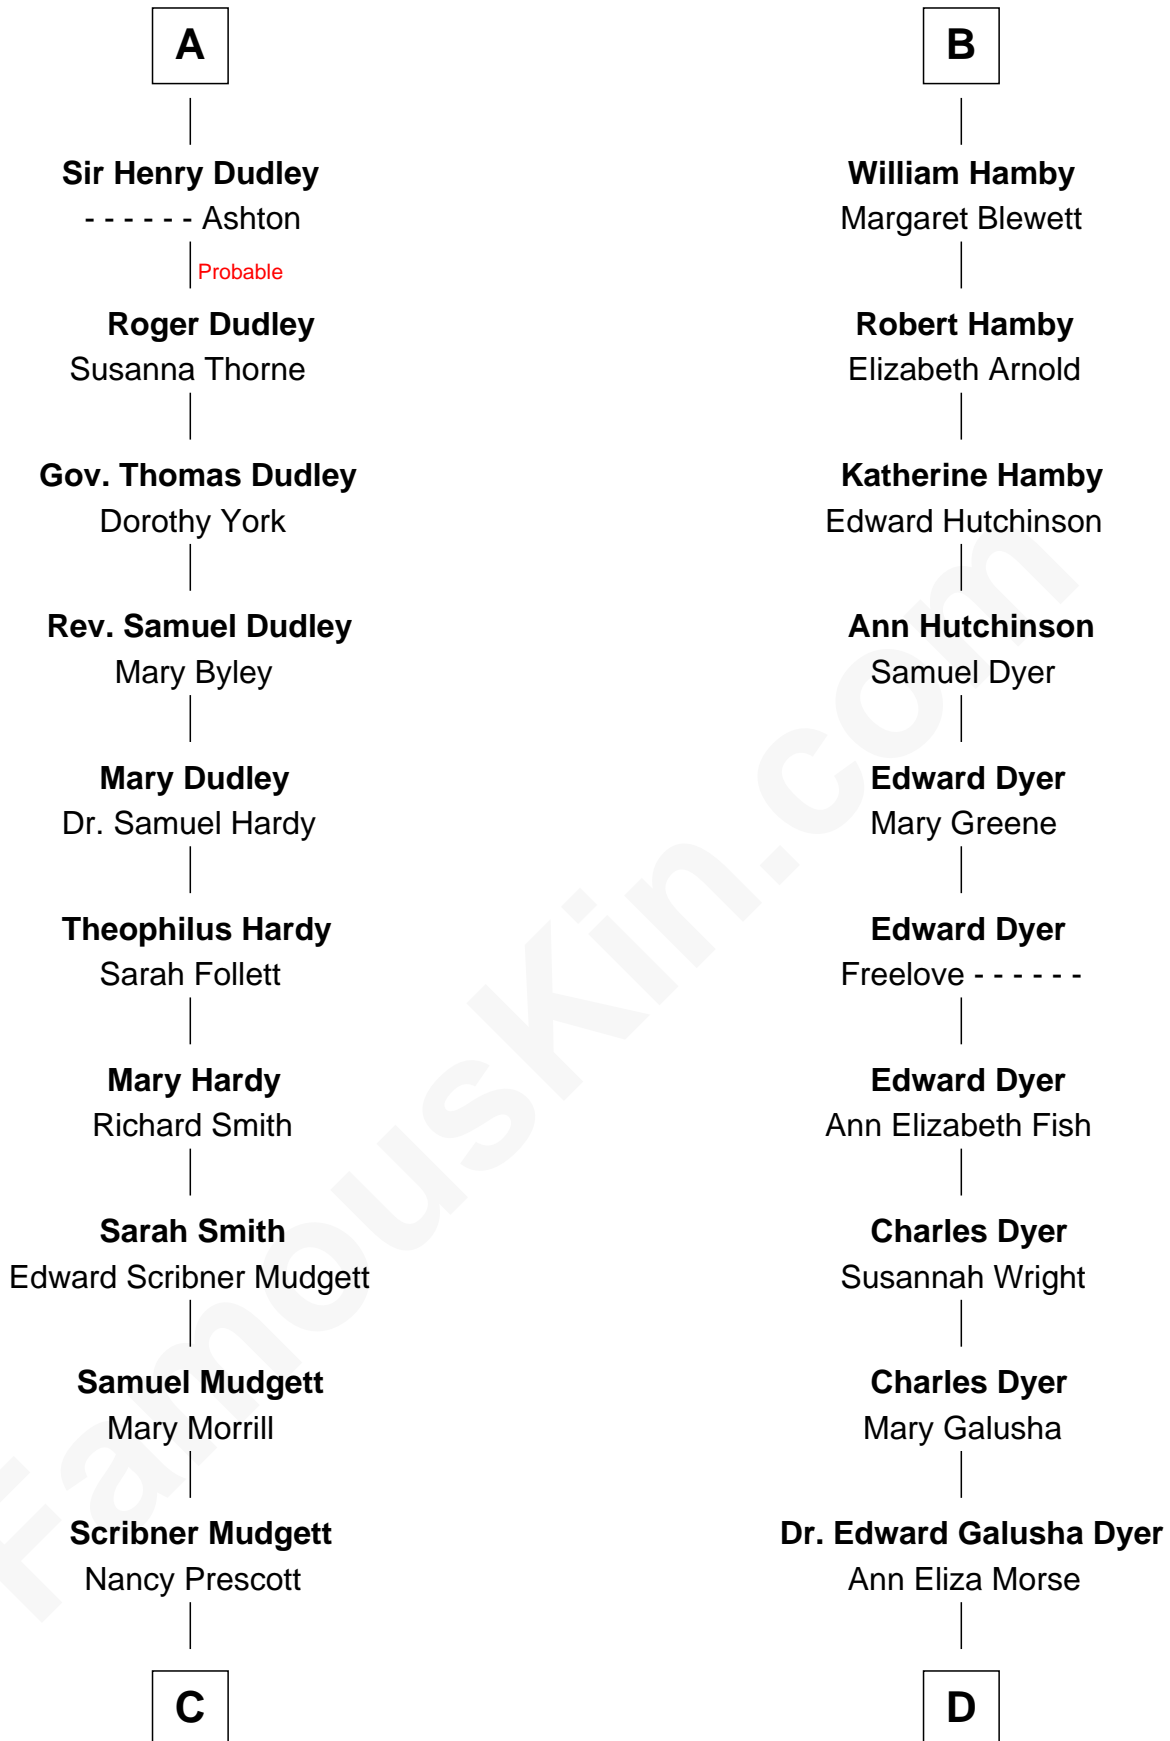 A
Sir Henry Dudley
- - - - - - Ashton
Probable
Roger Dudley
Susanna Thorne
Gov. Thomas Dudley
Dorothy York
Rev. Samuel Dudley
Mary Byley
Mary Dudley
Dr. Samuel Hardy
Theophilus Hardy
Sarah Follett
Mary Hardy
Richard Smith
Sarah Smith
Edward Scribner Mudgett
Samuel Mudgett
Mary Morrill
Scribner Mudgett
Nancy Prescott
C
B
William Hamby
Margaret Blewett
Robert Hamby
Elizabeth Arnold
Katherine Hamby
Edward Hutchinson
Ann Hutchinson
Samuel Dyer
Edward Dyer
Mary Greene
Edward Dyer
Freelove - - - - - -
Edward Dyer
Ann Elizabeth Fish
Charles Dyer
Susannah Wright
Charles Dyer
Mary Galusha
Dr. Edward Galusha Dyer
Ann Eliza Morse
D
FamousKin.com